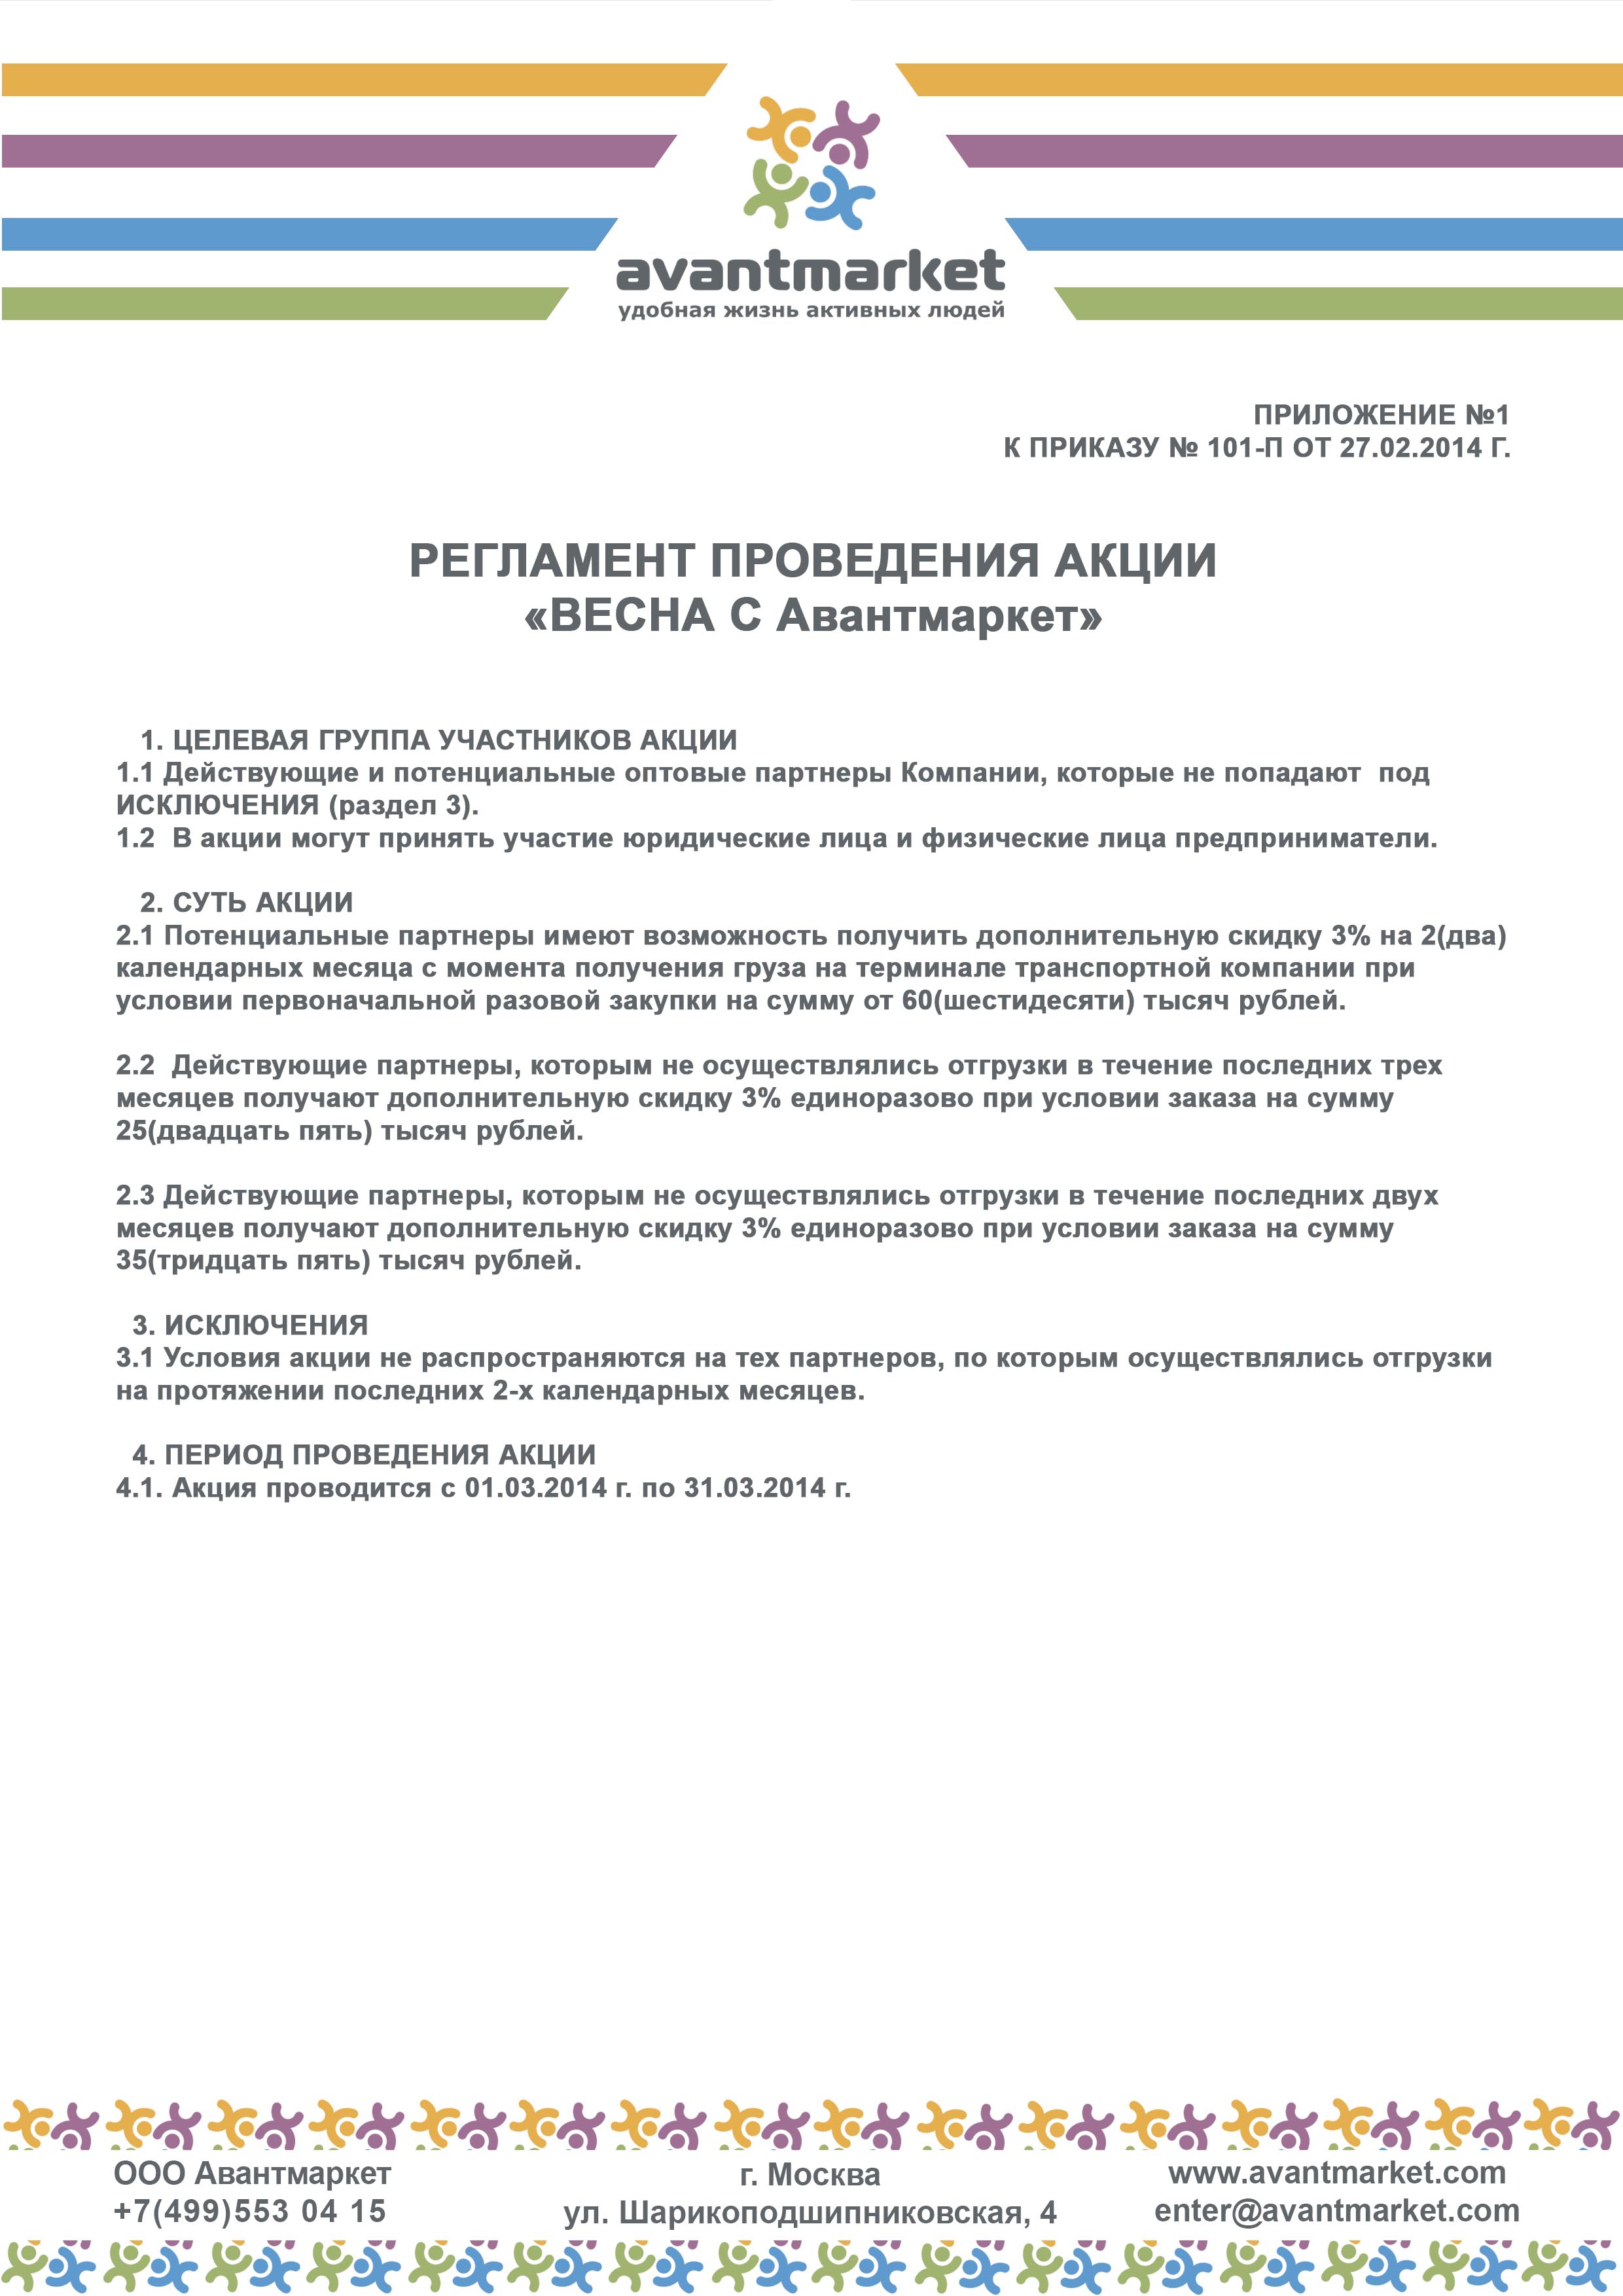 avantmarket
удобная жизнь активных людей
ПРИЛОЖЕНИЕ №1
К ПРИКАЗУ № 101-П ОТ 27.02.2014 Г.
РЕГЛАМЕНТ ПРОВЕДЕНИЯ АКЦИИ
«ВЕСНА С Авантмаркет»
1. ЦЕЛЕВАЯ ГРУППА УЧАСТНИКОВ АКЦИИ
1.1 Действующие и потенциальные оптовые партнеры Компании, которые не попадают под
ИСКЛЮЧЕНИЯ (раздел 3).
1.2 В акции могут принять участие юридические лица и физические лица предприниматели.
2. СУТЬ АКЦИИ
2.1 Потенциальные партнеры имеют возможность получить дополнительную скидку 3% на 2(два)
календарных месяца с момента получения груза на терминале транспортной компании при
условии первоначальной разовой закупки на сумму от 60(шестидесяти) тысяч рублей.
2.2 Действующие партнеры, которым не осуществлялись отгрузки в течение последних трех
месяцев получают дополнительную скидку 3% единоразово при условии заказа на сумму
25(двадцать пять) тысяч рублей.
2.3 Действующие партнеры, которым не осуществлялись отгрузки в течение последних двух
месяцев получают дополнительную скидку 3% единоразово при условии заказа на сумму
35(тридцать пять) тысяч рублей.
3. ИСКЛЮЧЕНИЯ
3.1 Условия акции не распространяются на тех партнеров, по которым осуществлялись отгрузки
на протяжении последних 2-х календарных месяцев.
4. ПЕРИОД ПРОВЕДЕНИЯ АКЦИИ
4.1. Акция проводится с 01.03.2014 г. по 31.03.2014 г.
ООО Авантмаркет
+7(499)553 04 15
г. Москва
ул. Шарикоподшипниковская, 4
www.avantmarket.com
enter@avantmarket.com